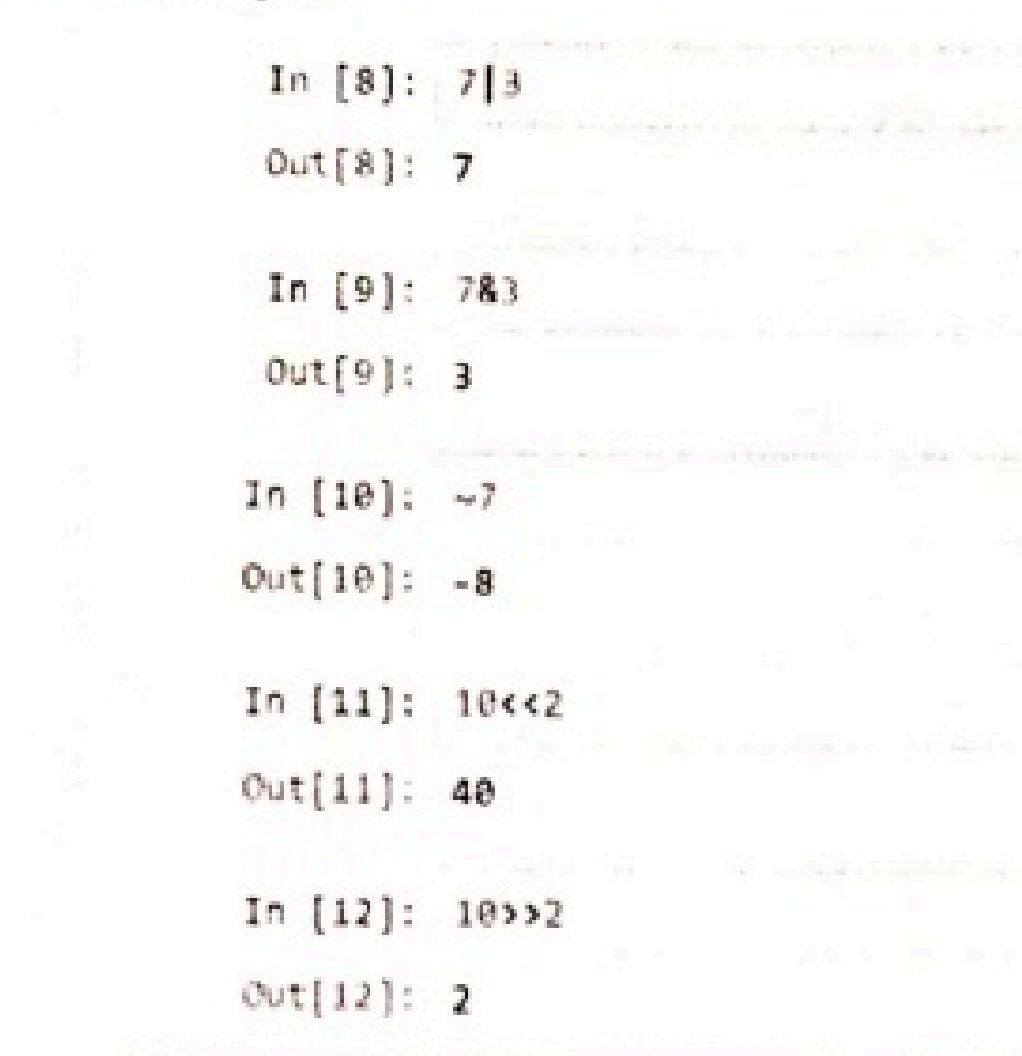 In [8]: 7|3
Out[8]: 7
In [9]: 7&3
Out[9]: 3
In [10]: ~7
Out[10]: -8
In [11]: 10<<2
Out[11]: 40
In [12]: 10>>2
Out[12]: 2